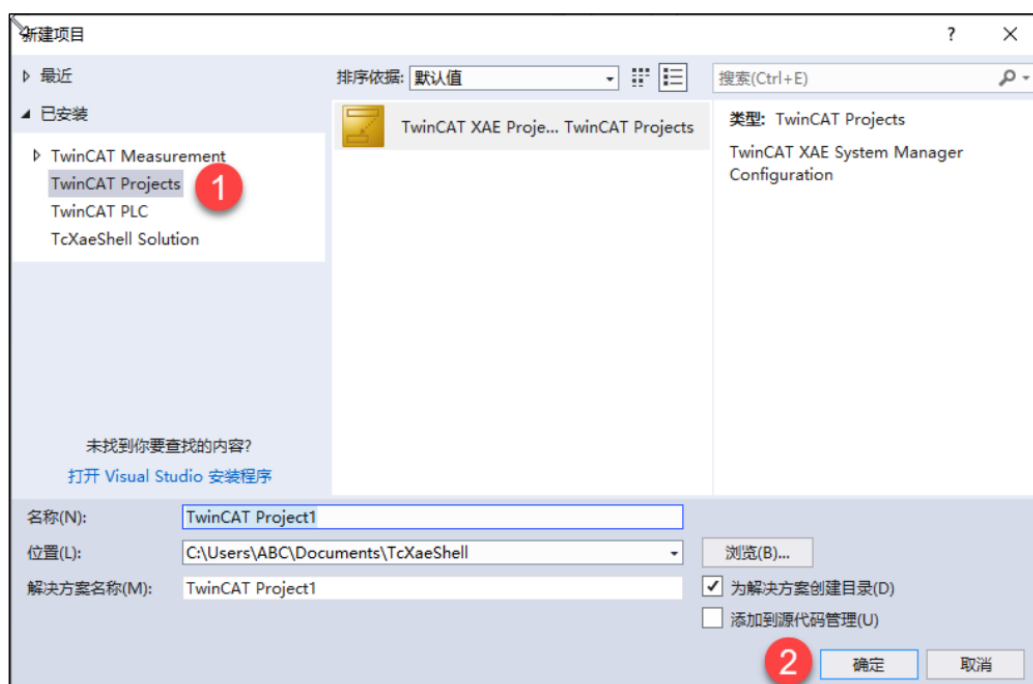 新建项目
?
最近
已安装
TwinCAT Measurement
TwinCAT Projects
1
TwinCAT PLC
TcXaeShell Solution
未找到你要查找的内容?
打开 Visual Studio 安装程序
排序依据: 默认值
TwinCAT XAE Proje... TwinCAT Projects
搜索(Ctrl+E)
类型: TwinCAT Projects
TwinCAT XAE System Manager
Configuration
名称(N): TwinCAT Project1
位置(L): C:\Users\ABC\Documents\TcXaeShell 浏览(B)...
解决方案名称(M): TwinCAT Project1
为解决方案创建目录(D)
添加到源代码管理(U)
2 确定 取消